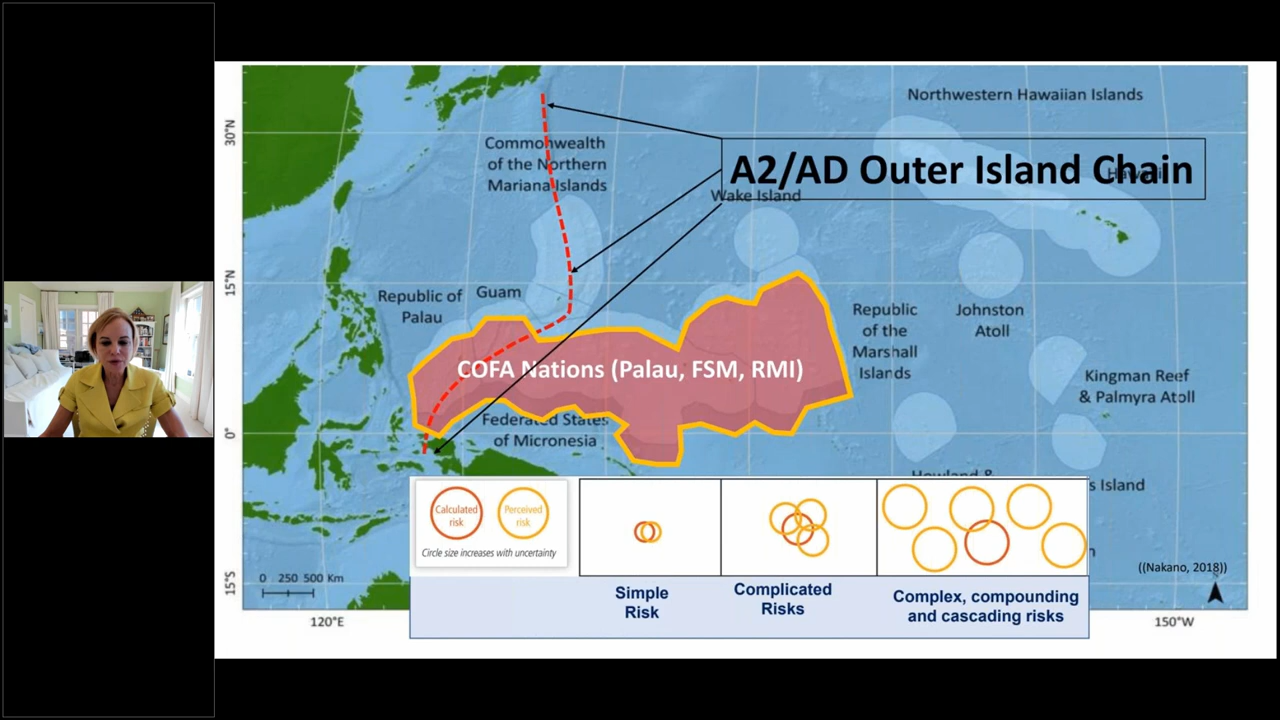 Northwestern Hawaiian Islands
30°N
Commonwealth
of the Northern
Mariana Islands
A2/AD Outer Island Chain
Wake Island
15°N
Republic of
Palau
Guam
Republic
of the
Marshall
Islands
Johnston
Atoll
COFA Nations (Palau, FSM, RMI)
Kingman Reef
& Palmyra Atoll
0°
Federated States
of Micronesia
Howland &
s Island
Calculated
risk
Perceived
risk
Circle size increases with uncertainty
((Nakano, 2018))
15°S
0 250 500 Km
Simple
Risk
Complicated
Risks
Complex, compounding
and cascading risks
120°E
150°W